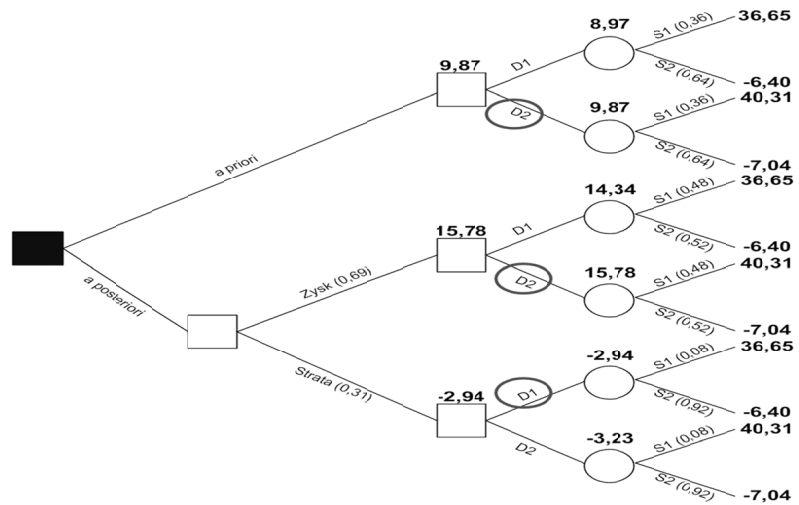 36,65
8,97
S1 (0,36)
D1
S2 (0,64)
-6,40
9,87
40,31
D2
9,87
S1 (0,36)
S2 (0,64)
-7,04
a priori
36,65
14,34
S1 (0,48)
D1
S2 (0,52)
-6,40
15,78
40,31
Zysk (0,69)
D2
15,78
S1 (0,48)
S2 (0,52)
-7,04
a posteriori
36,65
-2,94
S1 (0,08)
D1
S2 (0,92)
-6,40
Strata (0,31)
-2,94
40,31
D2
-3,23
S1 (0,08)
S2 (0,92)
-7,04